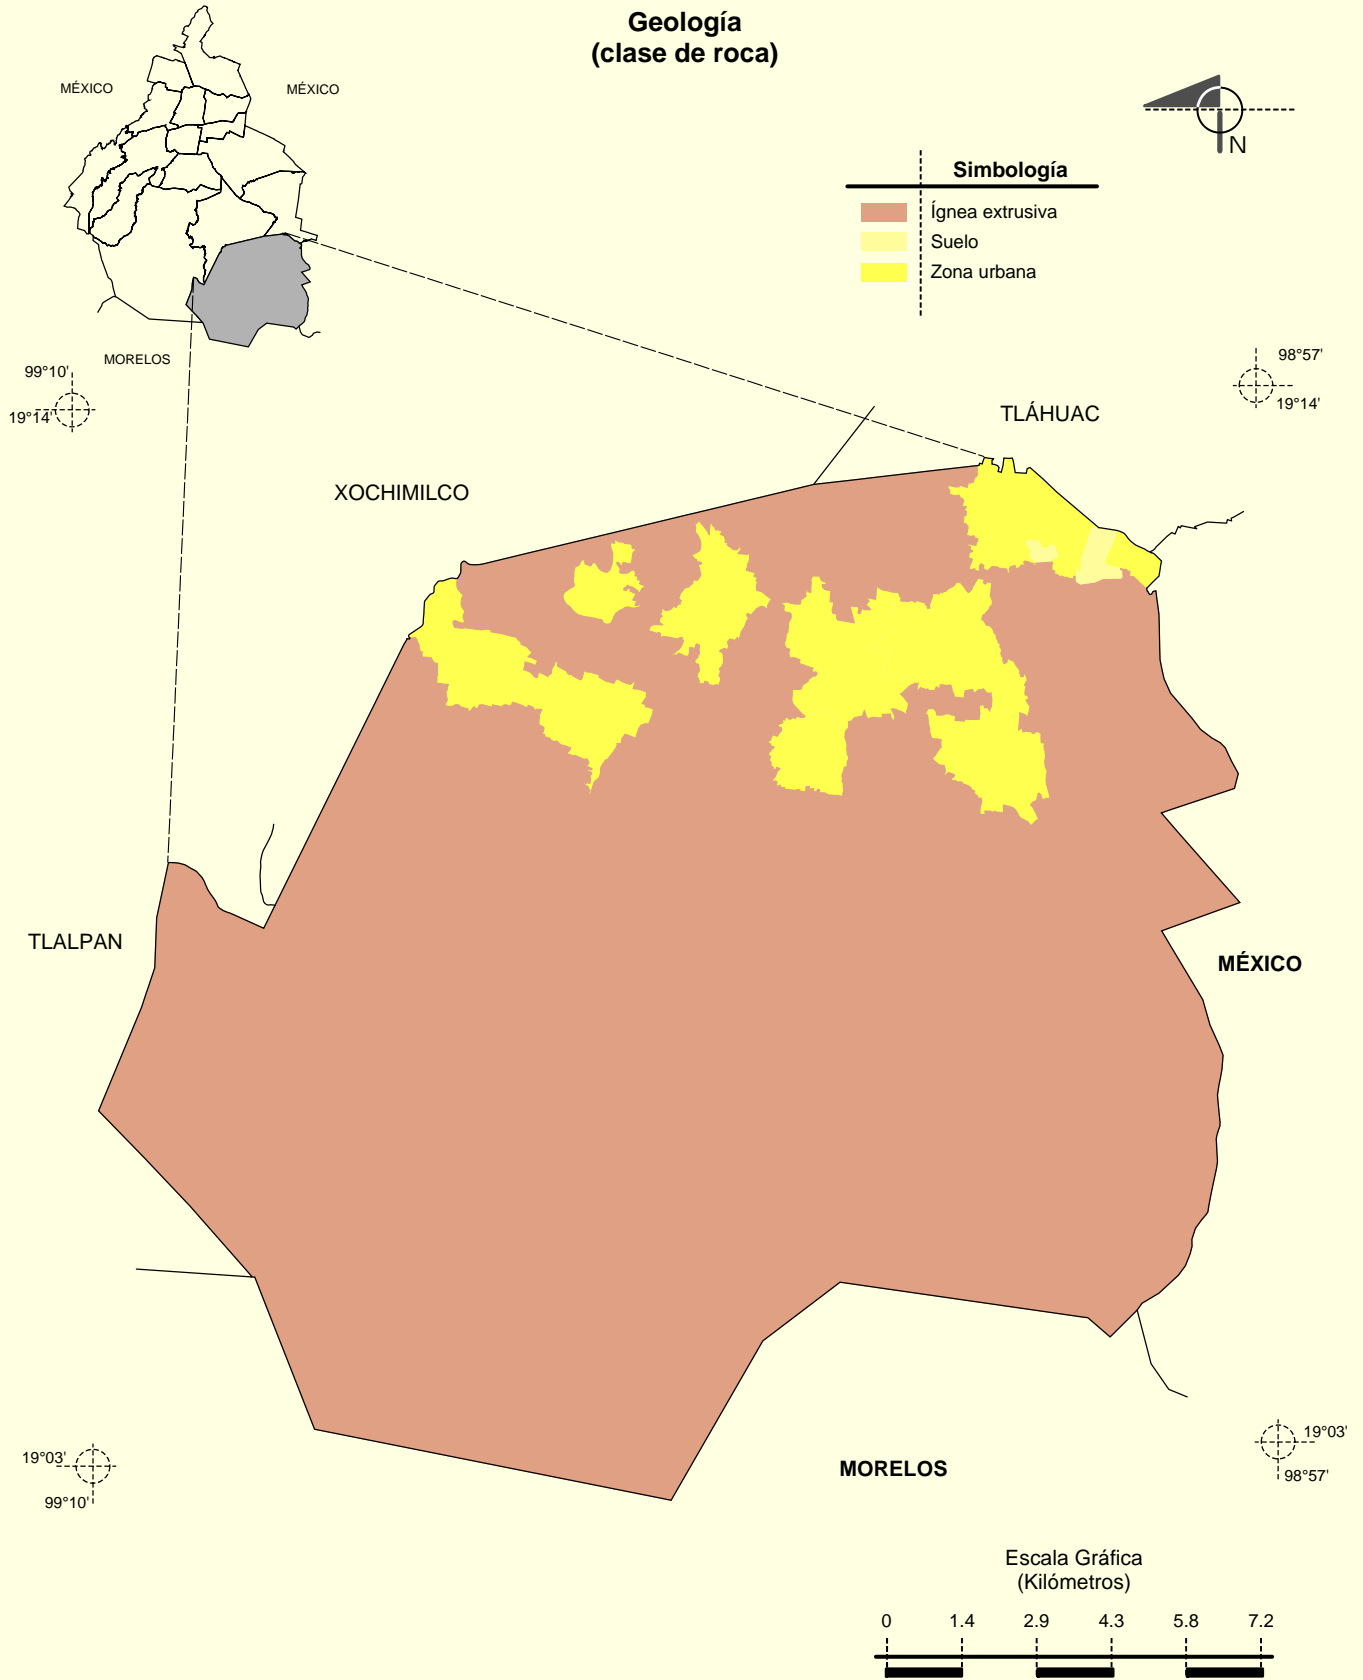 Geología
(clase de roca)
MÉXICO
MÉXICO
MORELOS
N
Simbología
Ígnea extrusiva
Suelo
Zona urbana
99°10'
19°14'
98°57'
19°14'
TLÁHUAC
XOCHIMILCO
TLALPAN
MÉXICO
MORELOS
19°03'
99°10'
19°03'
98°57'
Escala Gráfica
(Kilómetros)
0 1.4 2.9 4.3 5.8 7.2